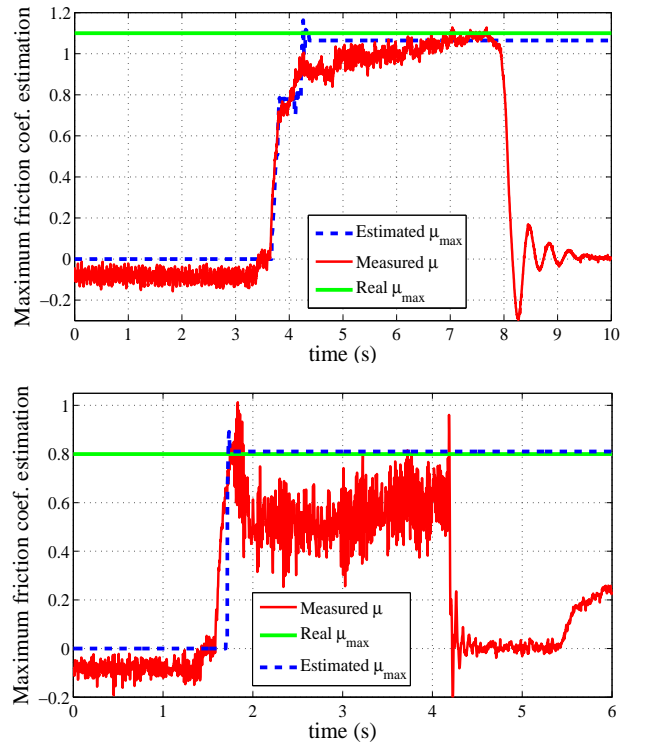 Maximum friction coef. estimation
1.2
1
0.8
0.6
0.4
0.2
0
−0.2
Estimated μmax
Measured μ
Real μmax
0 1 2 3 4 5 6 7 8 9 10
time (s)
Maximum friction coef. estimation
1
0.8
0.6
0.4
0.2
0
−0.2
Measured μ
Real μmax
Estimated μmax
0 1 2 3 4 5 6
time (s)